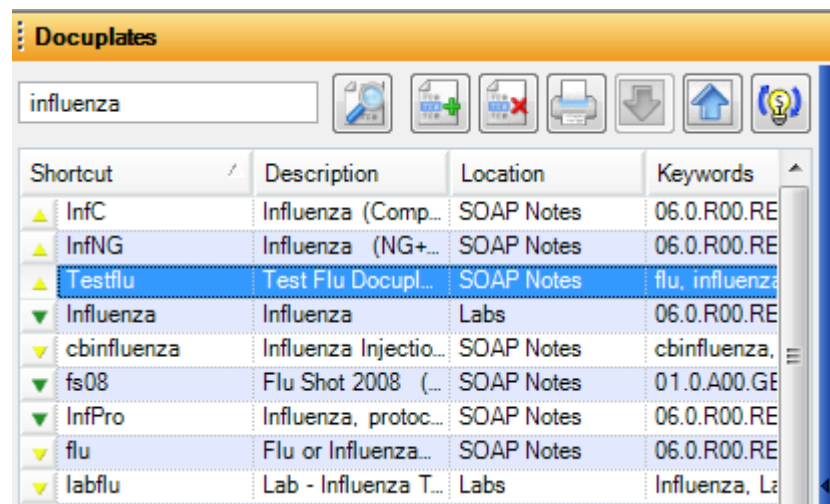 Docuplates
influenza
Shortcut Description Location Keywords
InfC Influenza (Comp... SOAP Notes 06.0.R00.RE
InfNG Influenza (NG+... SOAP Notes 06.0.R00.RE
Testflu Test Flu Docupl... SOAP Notes flu, influenza
Influenza Influenza Labs 06.0.R00.RE
cbinfluenza Influenza Injectio... SOAP Notes cbinfluenza,
fs08 Flu Shot 2008 (... SOAP Notes 01.0.A00.GE
InfPro Influenza, protoc... SOAP Notes 06.0.R00.RE
flu Flu or Influenza... SOAP Notes 06.0.R00.RE
labflu Lab - Influenza T... Labs Influenza, La